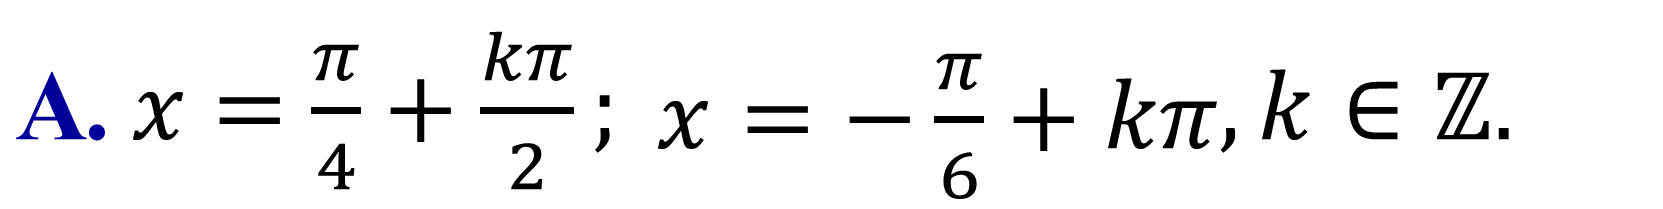 A. x = π/4 + kπ/2; x = −π/6 + kπ, k ∈ ℤ.